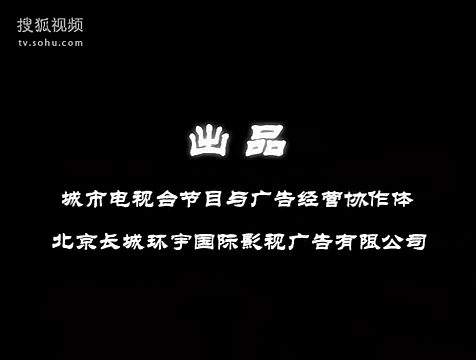 搜狐视频
tv.sohu.com
出品
城市电视台节目与广告经营协作体
北京长城环宇国际影视广告有限公司